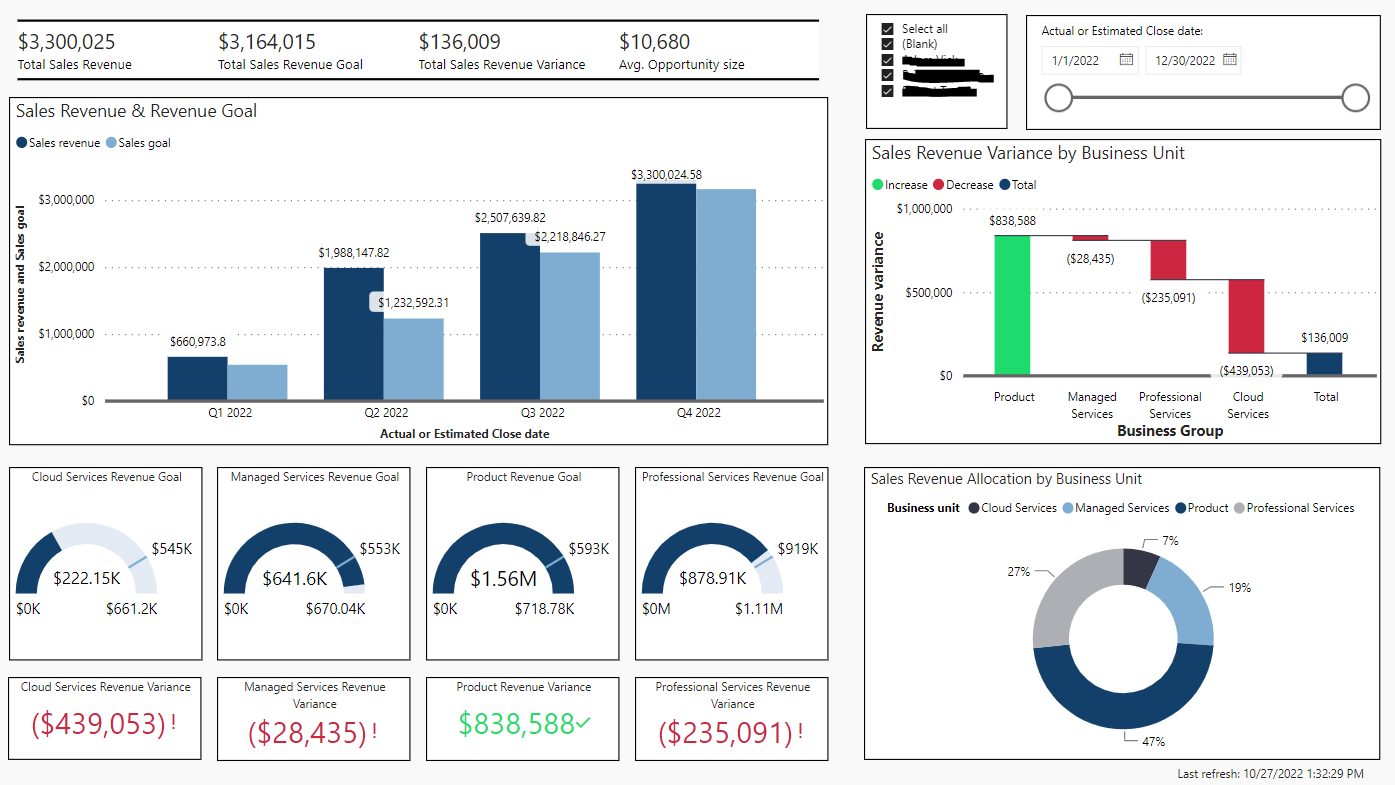 $3,300,025
Total Sales Revenue
$3,164,015
Total Sales Revenue Goal
$136,009
Total Sales Revenue Variance
$10,680
Avg. Opportunity size
Select all
(Blank)
Actual or Estimated Close date:
1/1/2022
12/30/2022
Sales Revenue & Revenue Goal
Sales revenue
Sales goal
Sales revenue and Sales goal
$3,000,000
$2,000,000
$1,000,000
$0
$660,973.8
$1,988,147.82
$1,232,592.31
$2,507,639.82
$2,218,846.27
$3,300,024.58
Q1 2022
Q2 2022
Q3 2022
Q4 2022
Actual or Estimated Close date
Sales Revenue Variance by Business Unit
Increase
Decrease
Total
Revenue variance
$1,000,000
$500,000
$0
$838,588
($28,435)
($235,091)
($439,053)
$136,009
Product
Managed
Services
Professional
Services
Cloud
Services
Total
Business Group
Cloud Services Revenue Goal
$545K
$222.15K
$0K
$661.2K
Managed Services Revenue Goal
$553K
$641.6K
$0K
$670.04K
Product Revenue Goal
$593K
$1.56M
$0K
$718.78K
Professional Services Revenue Goal
$919K
$878.91K
$0M
$1.11M
Cloud Services Revenue Variance
($439,053) !
Managed Services Revenue
Variance
($28,435) !
Product Revenue Variance
$838,588
Professional Services Revenue
Variance
($235,091) !
Sales Revenue Allocation by Business Unit
Business unit
Cloud Services
Managed Services
Product
Professional Services
7%
19%
47%
27%
Last refresh: 10/27/2022 1:32:29 PM